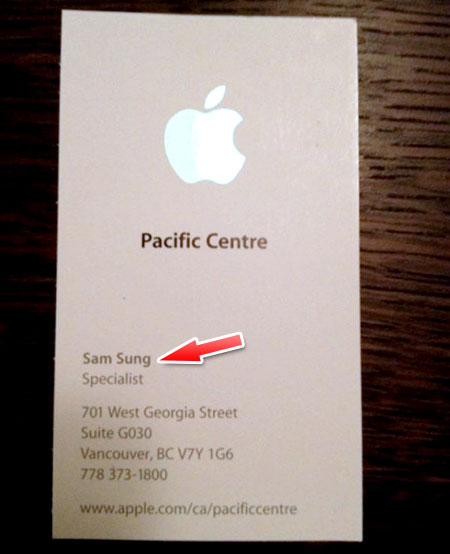 Pacific Centre
Sam Sung
Specialist
701 West Georgia Street
Suite G030
Vancouver, BC V7Y 1G6
778 373-1800
www.apple.com/ca/pacificcentre